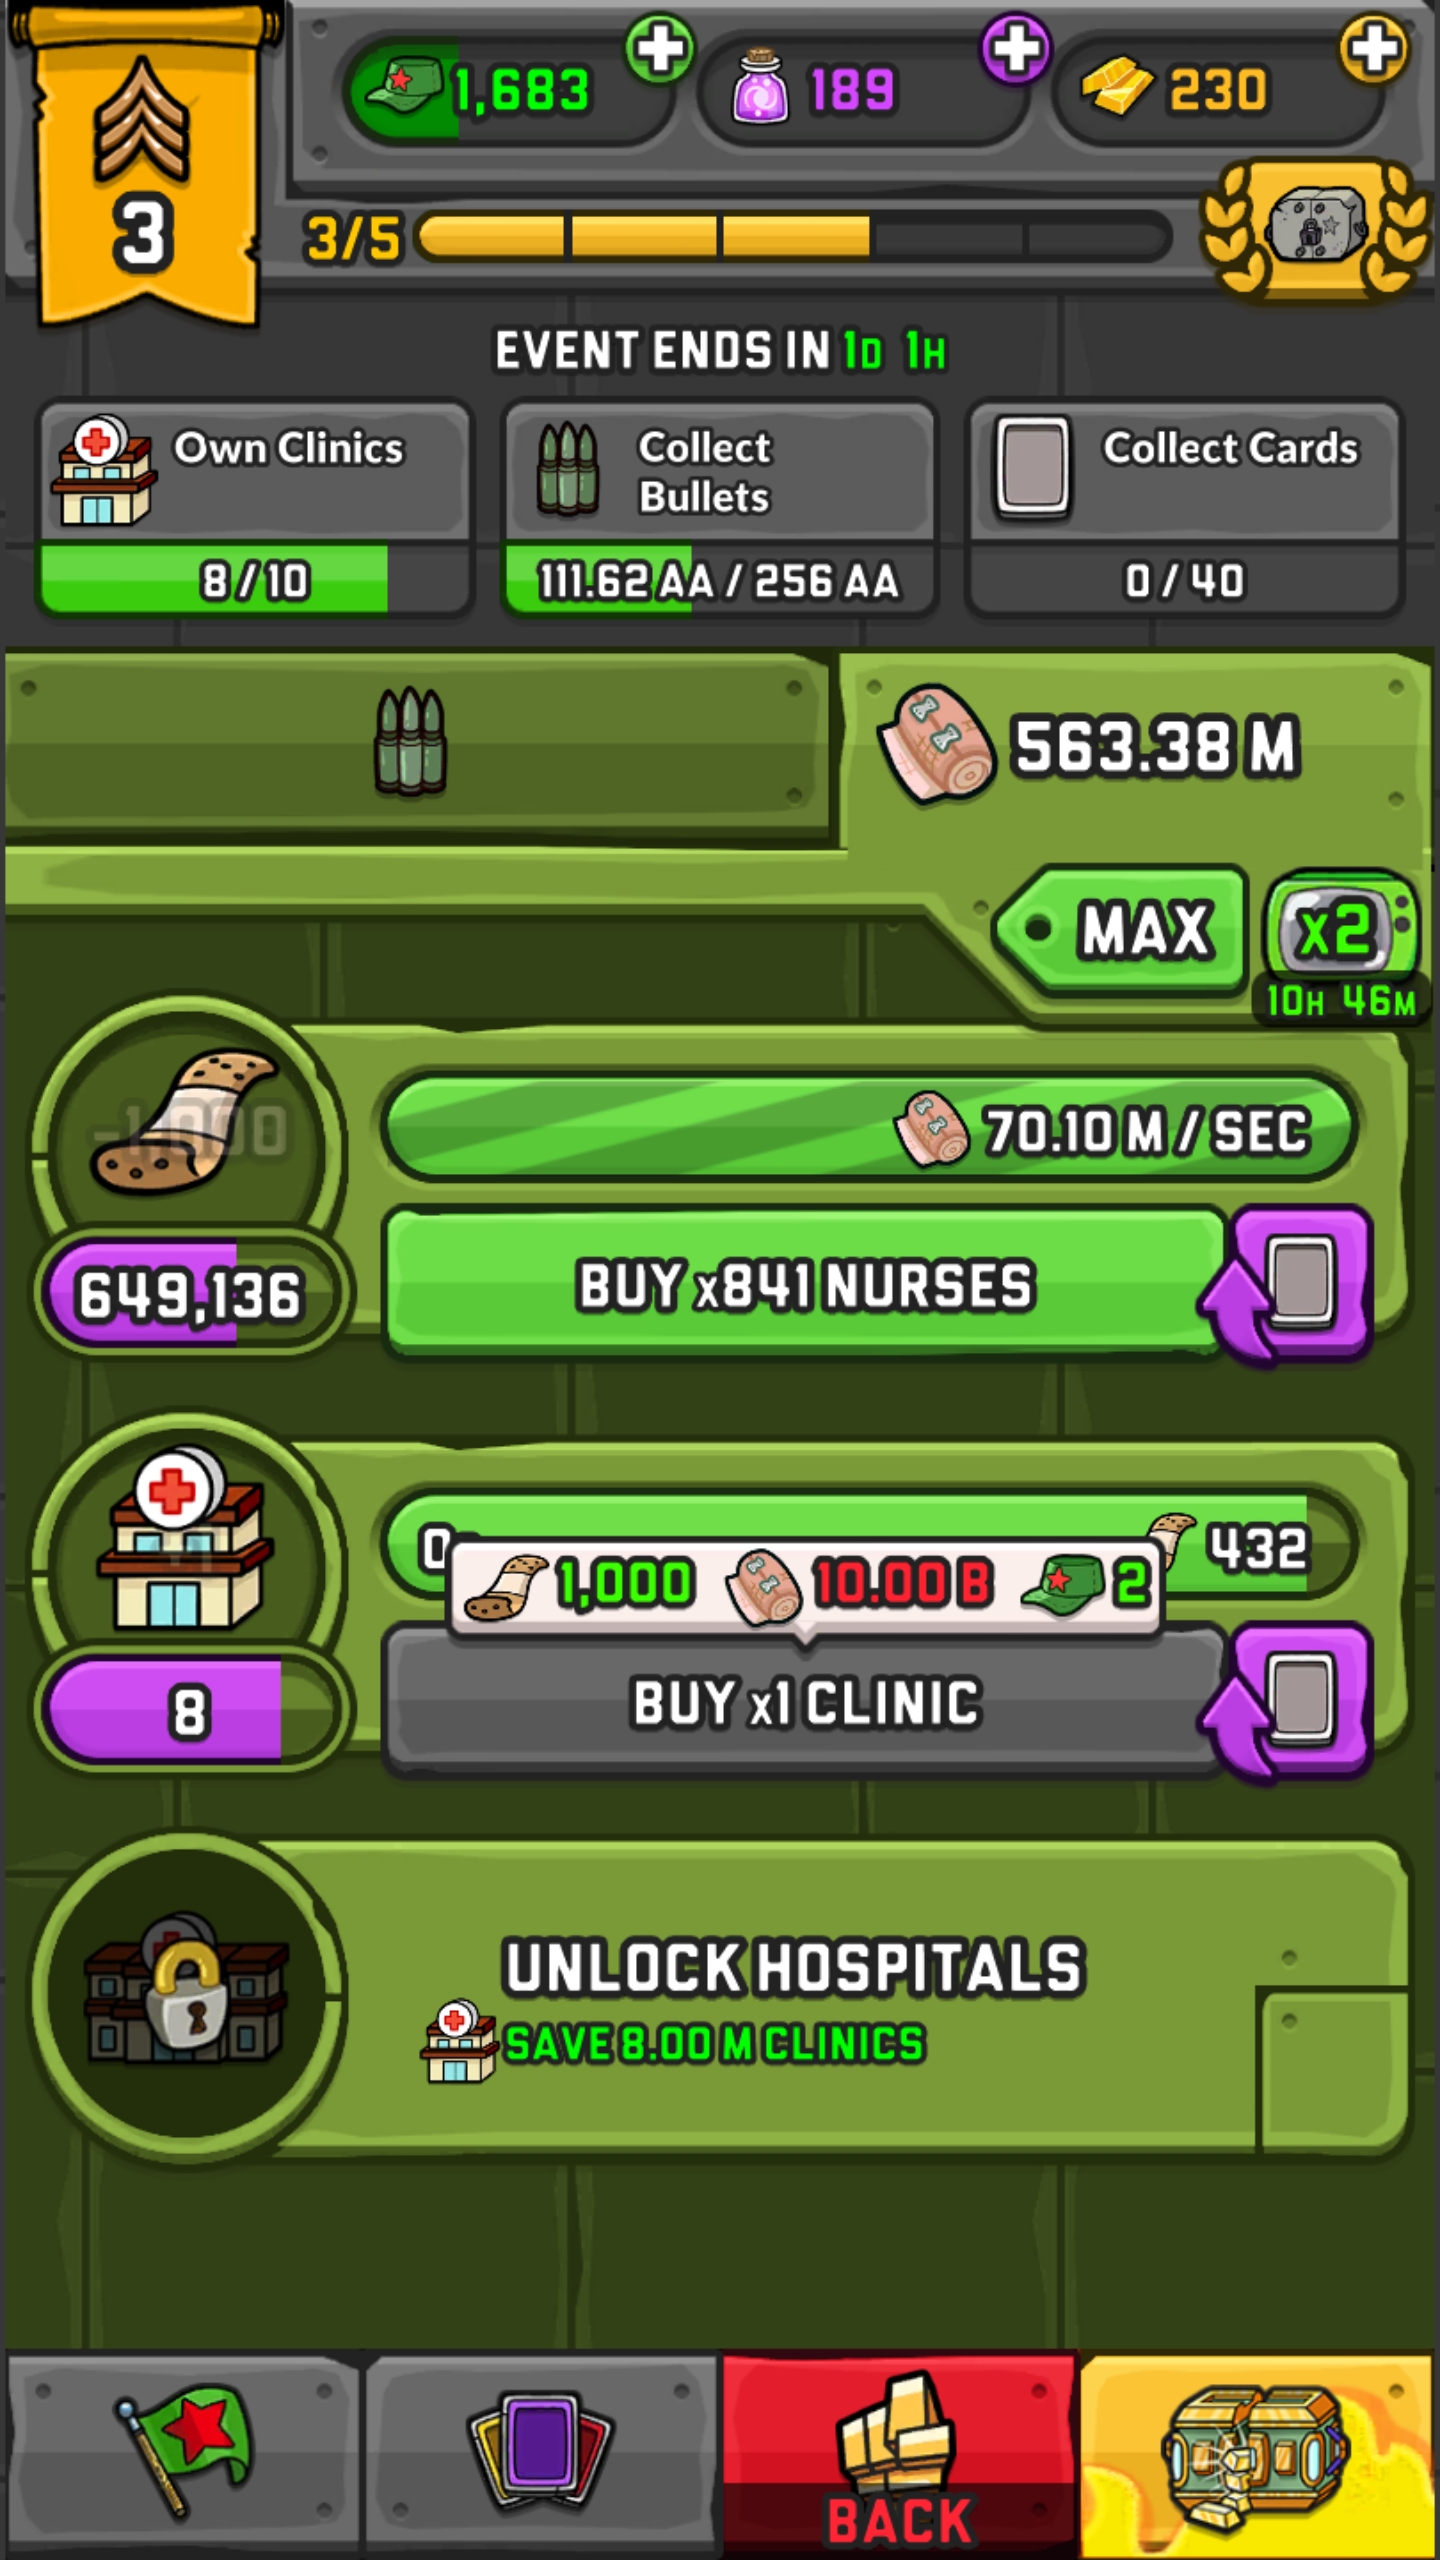 1,683
189
230
3
3/5
EVENT ENDS IN 1D 1H
Own Clinics
8 / 10
Collect
Bullets
111.62 AA / 256 AA
Collect Cards
0 / 40
563.38 M
MAX
x2
10H 46M
-1,000
70.10 M / SEC
649,136
BUY x841 NURSES
432
1,000
10.00 B
2
8
BUY x1 CLINIC
UNLOCK HOSPITALS
SAVE 8.00 M CLINICS
BACK